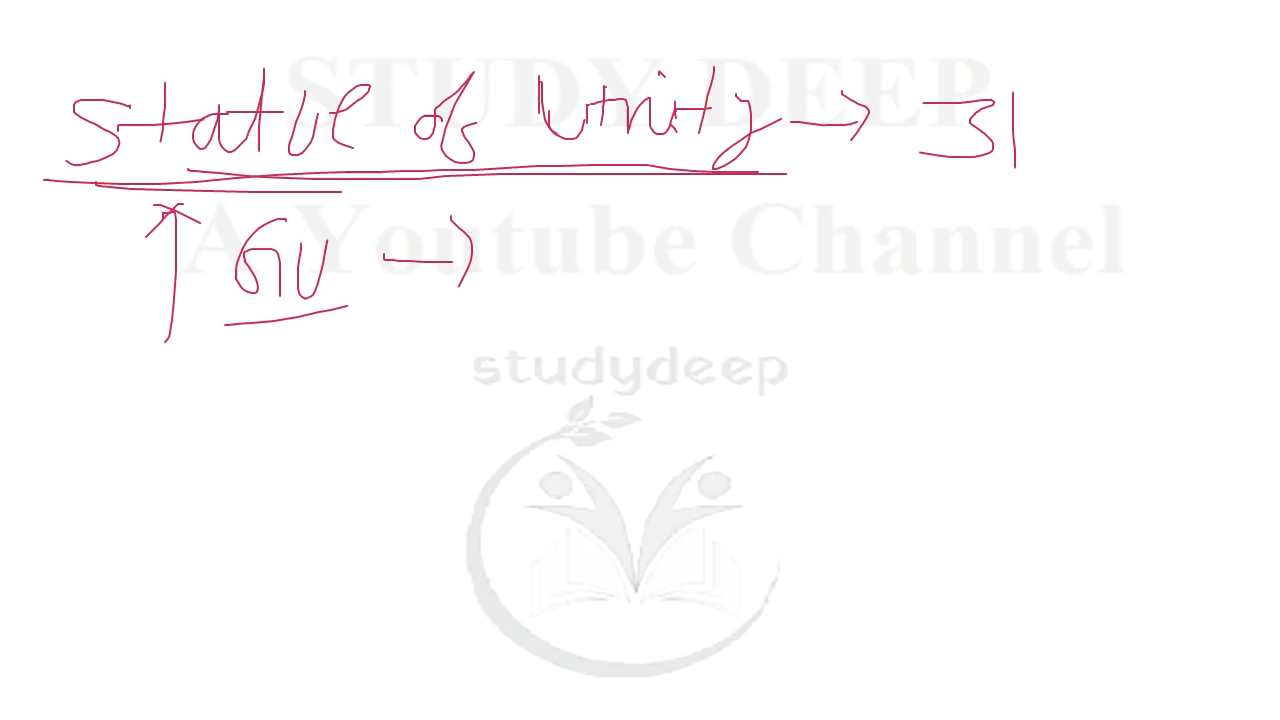 Statue of Unity → 31
↑ GU →
STUDY DEEP
A Youtube Channel
studydeep